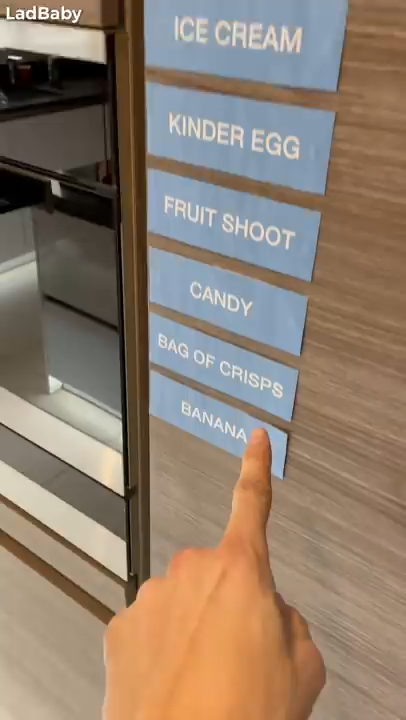 LadBaby
ICE CREAM
KINDER EGG
FRUIT SHOOT
CANDY
BAG OF CRISPS
BANANA